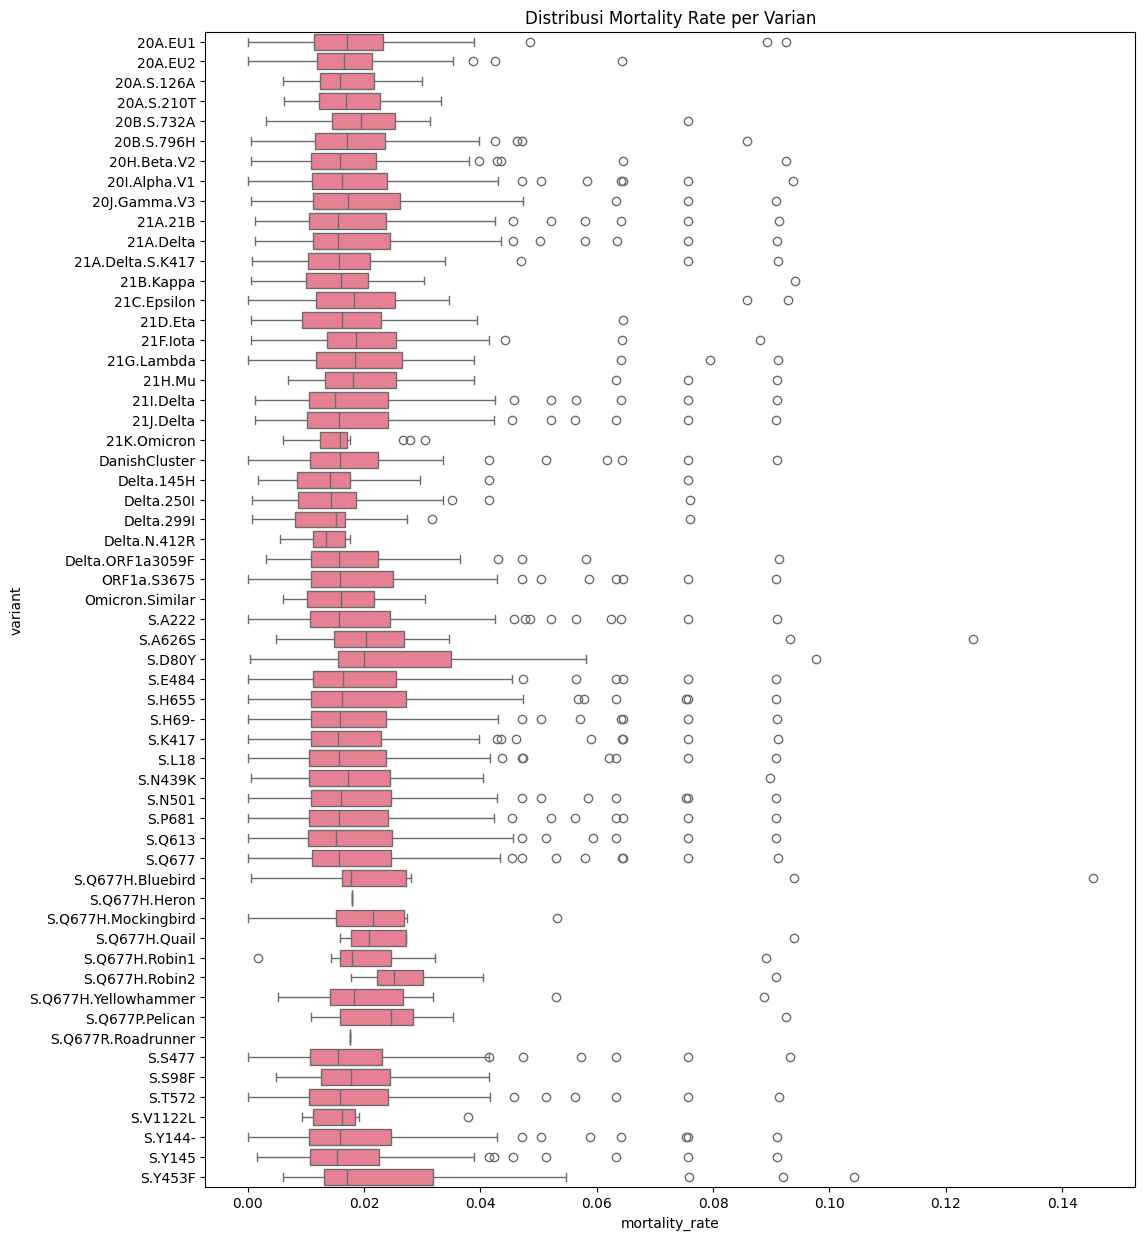 Distribusi Mortality Rate per Varian
20A.EU1
20A.EU2
20A.S.126A
20A.S.210T
20B.S.732A
20B.S.796H
20H.Beta.V2
20I.Alpha.V1
20J.Gamma.V3
21A.21B
21A.Delta
21A.Delta.S.K417
21B.Kappa
21C.Epsilon
21D.Eta
21F.Iota
21G.Lambda
21H.Mu
21I.Delta
21J.Delta
21K.Omicron
DanishCluster
Delta.145H
Delta.250I
Delta.299I
Delta.N.412R
Delta.ORF1a3059F
ORF1a.S3675
Omicron.Similar
S.A222
S.A626S
S.D80Y
S.E484
S.H655
S.H69-
S.K417
S.L18
S.N439K
S.N501
S.P681
S.Q613
S.Q677
S.Q677H.Bluebird
S.Q677H.Heron
S.Q677H.Mockingbird
S.Q677H.Quail
S.Q677H.Robin1
S.Q677H.Robin2
S.Q677H.Yellowhammer
S.Q677P.Pelican
S.Q677R.Roadrunner
S.S477
S.S98F
S.T572
S.V1122L
S.Y144-
S.Y145
S.Y453F
variant
0.00 0.02 0.04 0.06 0.08 0.10 0.12 0.14
mortality_rate